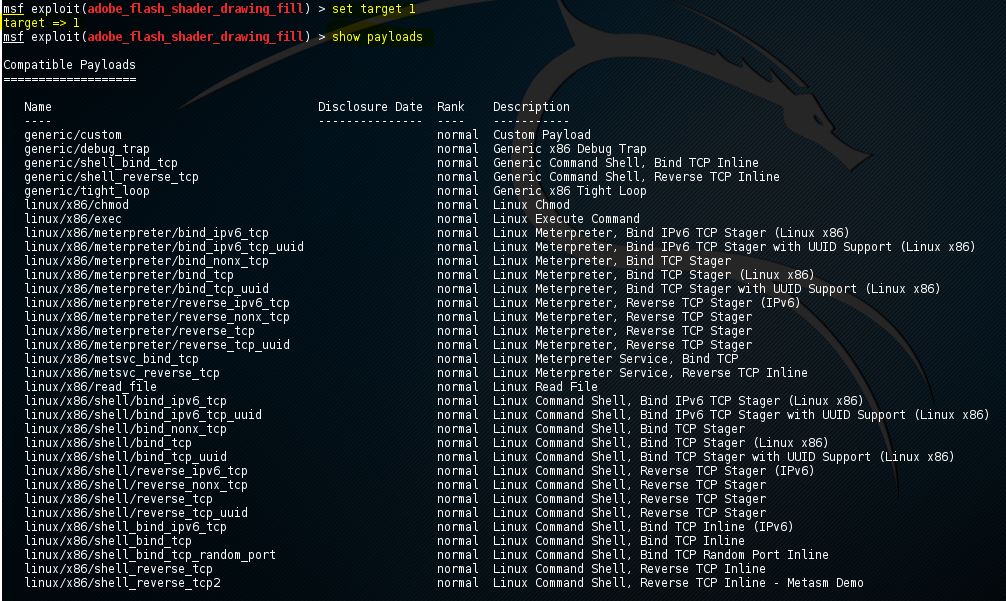 msf exploit(adobe_flash_shader_drawing_fill) > set target 1
target => 1
msf exploit(adobe_flash_shader_drawing_fill) > show payloads
Compatible Payloads
===================
Name Disclosure Date Rank Description
---- --------------- ---- -----------
generic/custom normal Custom Payload
generic/debug_trap normal Generic x86 Debug Trap
generic/shell_bind_tcp normal Generic Command Shell, Bind TCP Inline
generic/shell_reverse_tcp normal Generic Command Shell, Reverse TCP Inline
generic/tight_loop normal Generic x86 Tight Loop
linux/x86/chmod normal Linux Chmod
linux/x86/exec normal Linux Execute Command
linux/x86/meterpreter/bind_ipv6_tcp normal Linux Meterpreter, Bind IPv6 TCP Stager (Linux x86)
linux/x86/meterpreter/bind_ipv6_tcp_uuid normal Linux Meterpreter, Bind IPv6 TCP Stager with UUID Support (Linux x86)
linux/x86/meterpreter/bind_nonx_tcp normal Linux Meterpreter, Bind TCP Stager
linux/x86/meterpreter/bind_tcp normal Linux Meterpreter, Bind TCP Stager (Linux x86)
linux/x86/meterpreter/bind_tcp_uuid normal Linux Meterpreter, Bind TCP Stager with UUID Support (Linux x86)
linux/x86/meterpreter/reverse_ipv6_tcp normal Linux Meterpreter, Reverse TCP Stager (IPv6)
linux/x86/meterpreter/reverse_nonx_tcp normal Linux Meterpreter, Reverse TCP Stager
linux/x86/meterpreter/reverse_tcp normal Linux Meterpreter, Reverse TCP Stager
linux/x86/meterpreter/reverse_tcp_uuid normal Linux Meterpreter, Reverse TCP Stager
linux/x86/metsvc_bind_tcp normal Linux Meterpreter Service, Bind TCP
linux/x86/metsvc_reverse_tcp normal Linux Meterpreter Service, Reverse TCP Inline
linux/x86/read_file normal Linux Read File
linux/x86/shell/bind_ipv6_tcp normal Linux Command Shell, Bind IPv6 TCP Stager (Linux x86)
linux/x86/shell/bind_ipv6_tcp_uuid normal Linux Command Shell, Bind IPv6 TCP Stager with UUID Support (Linux x86)
linux/x86/shell/bind_nonx_tcp normal Linux Command Shell, Bind TCP Stager
linux/x86/shell/bind_tcp normal Linux Command Shell, Bind TCP Stager (Linux x86)
linux/x86/shell/bind_tcp_uuid normal Linux Command Shell, Bind TCP Stager with UUID Support (Linux x86)
linux/x86/shell/reverse_ipv6_tcp normal Linux Command Shell, Reverse TCP Stager (IPv6)
linux/x86/shell/reverse_nonx_tcp normal Linux Command Shell, Reverse TCP Stager
linux/x86/shell/reverse_tcp normal Linux Command Shell, Reverse TCP Stager
linux/x86/shell/reverse_tcp_uuid normal Linux Command Shell, Reverse TCP Stager
linux/x86/shell_bind_ipv6_tcp normal Linux Command Shell, Bind TCP Inline (IPv6)
linux/x86/shell_bind_tcp normal Linux Command Shell, Bind TCP Inline
linux/x86/shell_bind_tcp_random_port normal Linux Command Shell, Bind TCP Random Port Inline
linux/x86/shell_reverse_tcp normal Linux Command Shell, Reverse TCP Inline
linux/x86/shell_reverse_tcp2 normal Linux Command Shell, Reverse TCP Inline - Metasm Demo